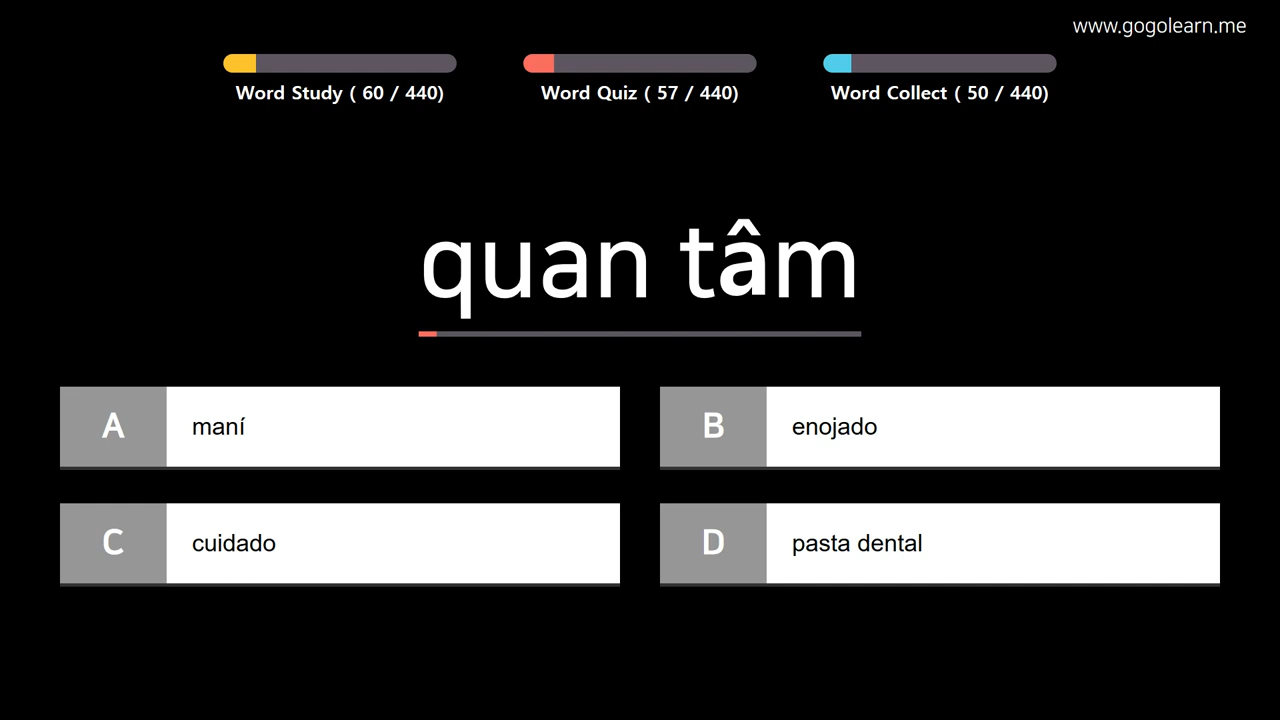 www.gogolearn.me
Word Study ( 60 / 440)
Word Quiz ( 57 / 440)
Word Collect ( 50 / 440)
quan tâm
A maní
B enojado
C cuidado
D pasta dental